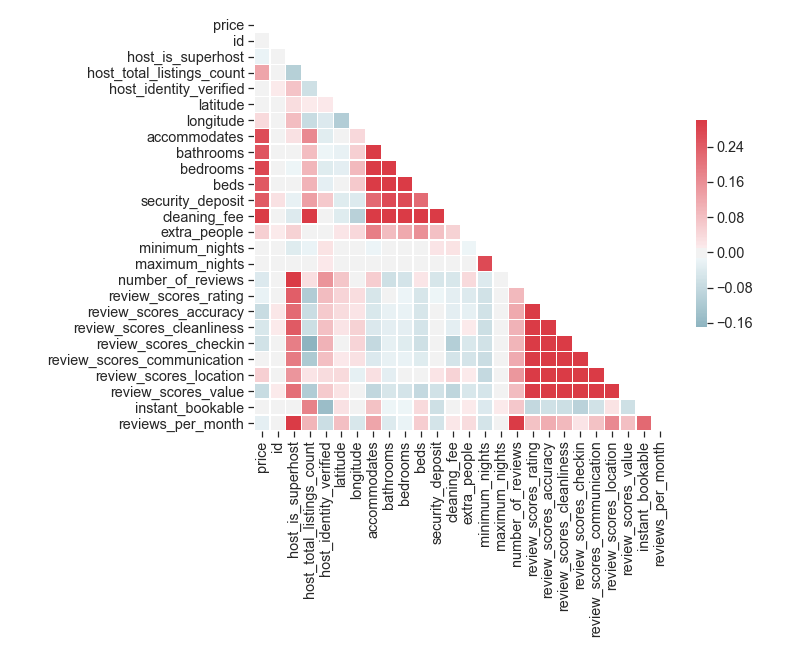 price
id
host_is_superhost
host_total_listings_count
host_identity_verified
latitude
longitude
accommodates
bathrooms
bedrooms
beds
security_deposit
cleaning_fee
extra_people
minimum_nights
maximum_nights
number_of_reviews
review_scores_rating
review_scores_accuracy
review_scores_cleanliness
review_scores_checkin
review_scores_communication
review_scores_location
review_scores_value
instant_bookable
reviews_per_month
price
id
host_is_superhost
host_total_listings_count
host_identity_verified
latitude
longitude
accommodates
bathrooms
bedrooms
beds
security_deposit
cleaning_fee
extra_people
minimum_nights
maximum_nights
number_of_reviews
review_scores_rating
review_scores_accuracy
review_scores_cleanliness
review_scores_checkin
review_scores_communication
review_scores_location
review_scores_value
instant_bookable
reviews_per_month
0.24
0.16
0.08
0.00
−0.08
−0.16